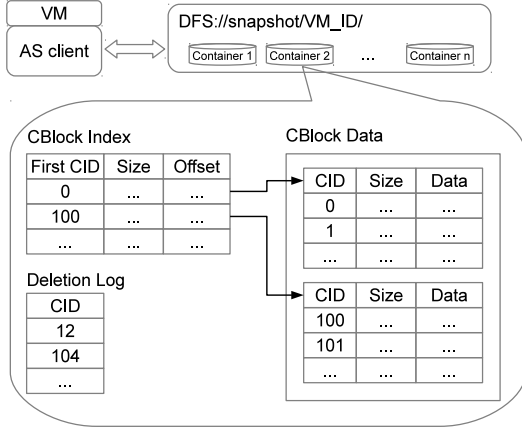 VM
AS client
DFS://snapshot/VM_ID/
Container 1 Container 2 ... Container n
CBlock Index
First CID Size Offset
0 ... ...
100 ... ...
... ... ...
Deletion Log
CID
12
104
...
CBlock Data
CID Size Data
0 ... ...
1 ... ...
... ... ...
CID Size Data
100 ... ...
101 ... ...
... ... ...